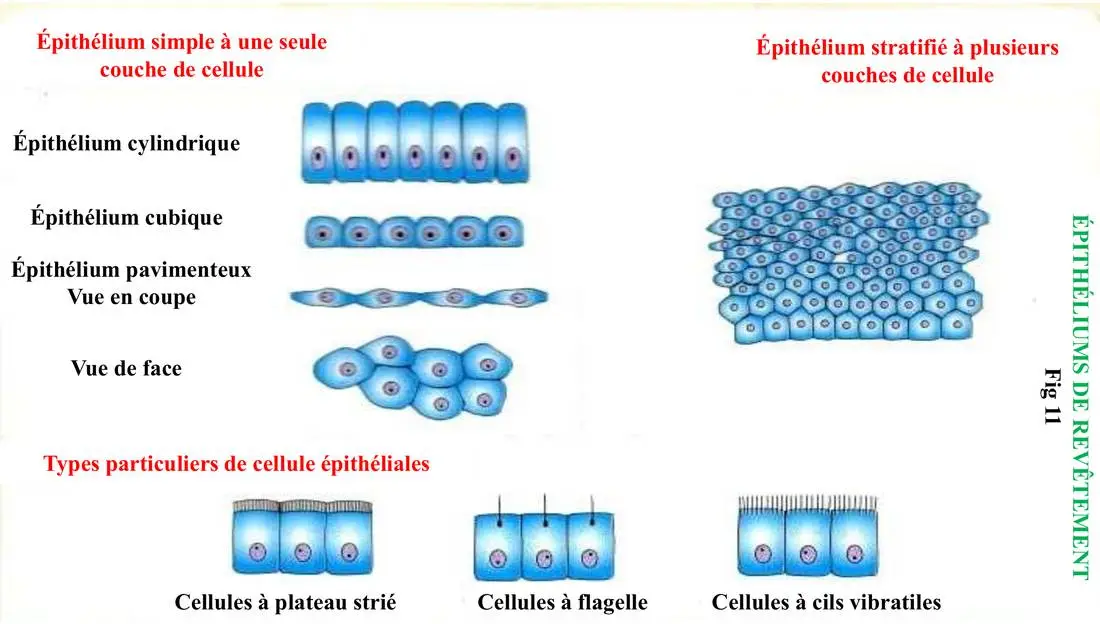 Épithélium simple à une seule
couche de cellule
Épithélium stratifié à plusieurs
couches de cellule
Épithélium cylindrique
Épithélium cubique
Épithélium pavimenteux
Vue en coupe
Vue de face
Types particuliers de cellule épithéliales
Cellules à plateau strié
Cellules à flagelle
Cellules à cils vibratiles
ÉPITHÉLIUMS DE REVÊTEMENT
Fig 11